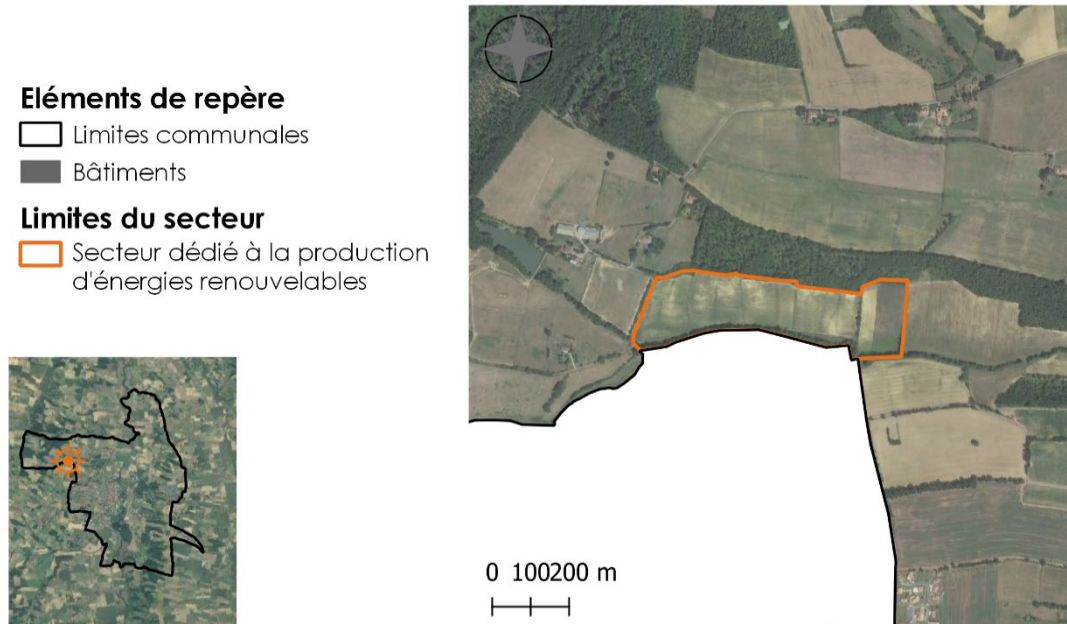 Eléments de repère
Limites communales
Bâtiments
Limites du secteur
Secteur dédié à la production
d'énergies renouvelables
0 100200 m